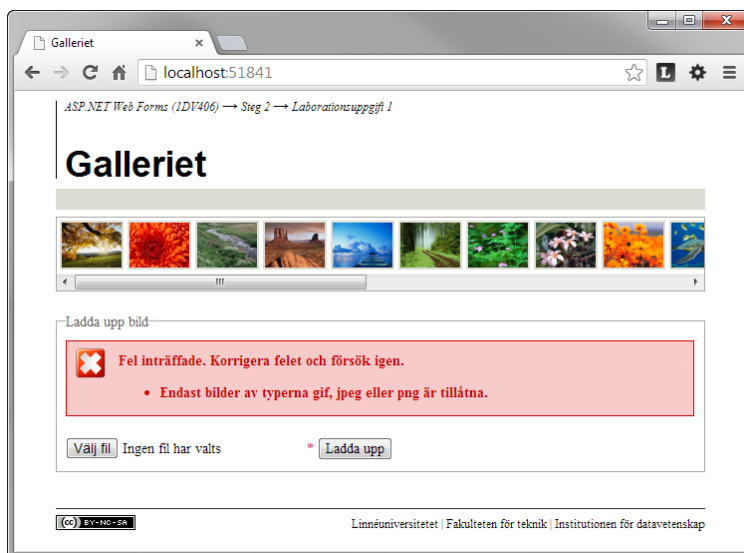 Galleriet
localhost:51841
ASP.NET Web Forms (1DV406) → Steg 2 → Laborationsuppgift 1
Galleriet
Ladda upp bild
Fel inträffade. Korrigera felet och försök igen.
• Endast bilder av typerna gif, jpeg eller png är tillåtna.
Välj fil Ingen fil har valts * Ladda upp
(cc) BY-NC-SA Linnéuniversitetet | Fakulteten för teknik | Institutionen för datavetenskap